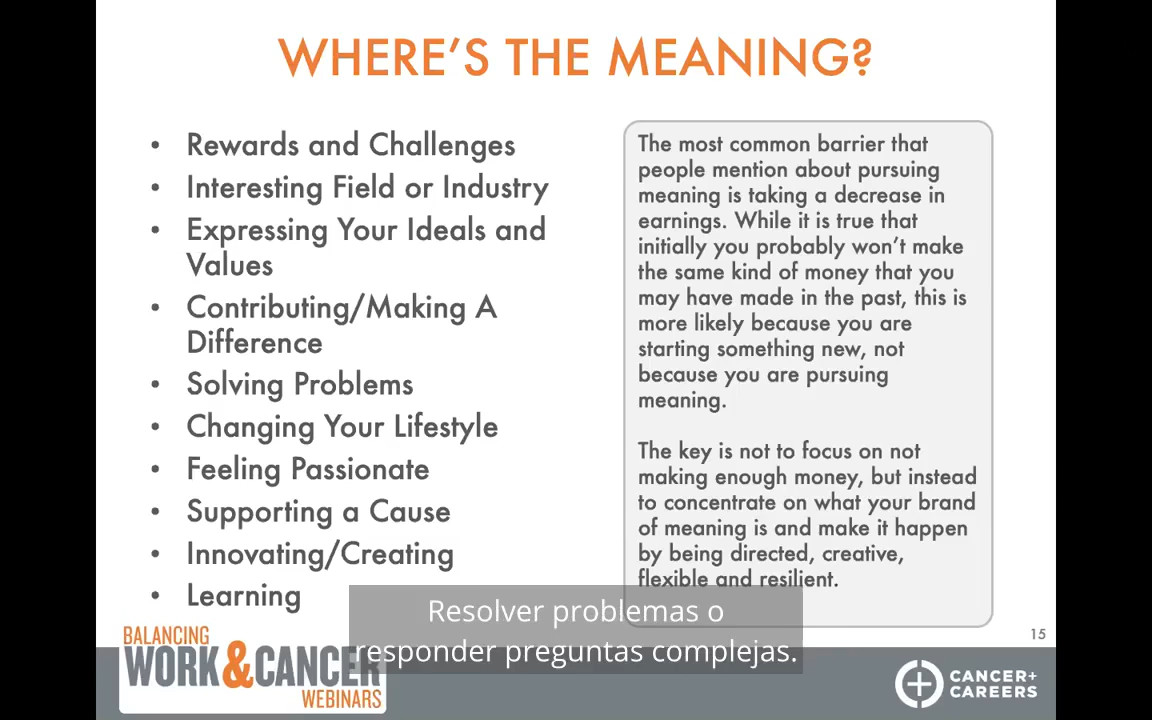 WHERE'S THE MEANING?
• Rewards and Challenges
• Interesting Field or Industry
• Expressing Your Ideals and
Values
• Contributing/Making A
Difference
• Solving Problems
• Changing Your Lifestyle
• Feeling Passionate
• Supporting a Cause
• Innovating/Creating
• Learning
The most common barrier that
people mention about pursuing
meaning is taking a decrease in
earnings. While it is true that
initially you probably won't make
the same kind of money that you
may have made in the past, this is
more likely because you are
starting something new, not
because you are pursuing
meaning.
The key is not to focus on not
making enough money, but instead
to concentrate on what your brand
of meaning is and make it happen
by being directed, creative,
flexible and resilient.
Resolver problemas o
responder preguntas complejas.
15
BALANCING
WORK & CANCER
WEBINARS
CANCER+
CAREERS